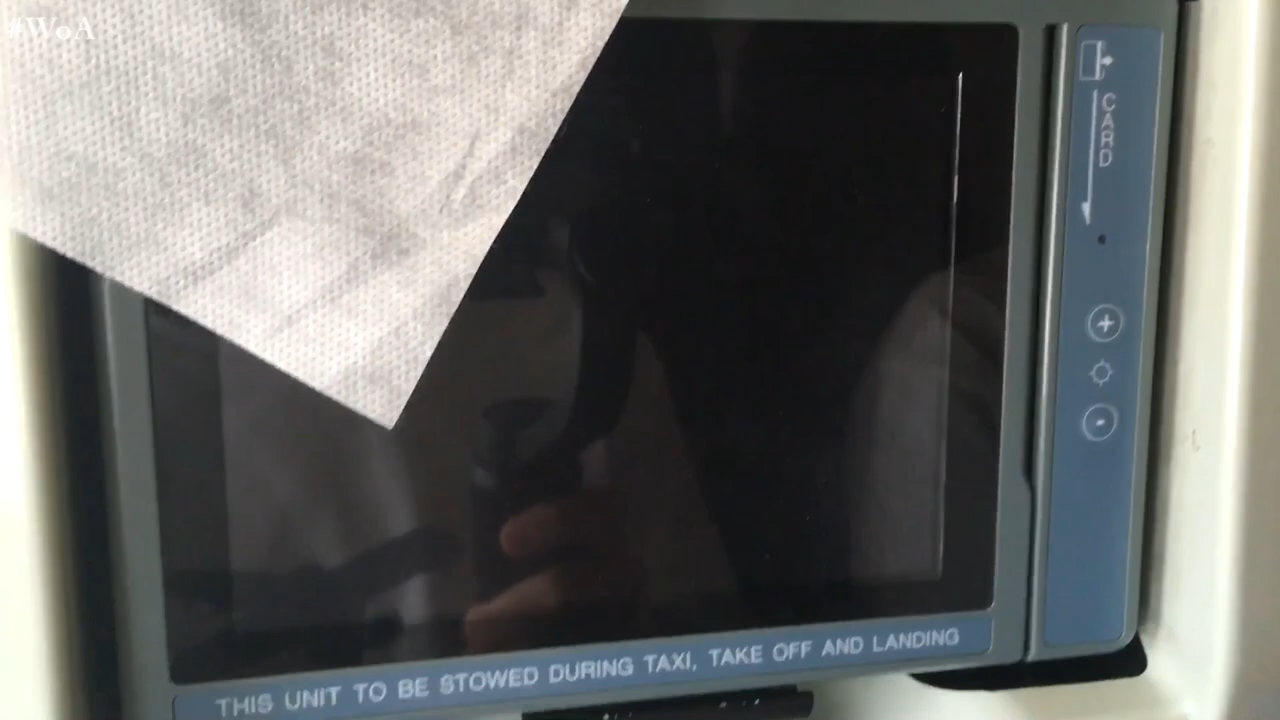 #WoA
CARD
THIS UNIT TO BE STOWED DURING TAXI, TAKE OFF AND LANDING